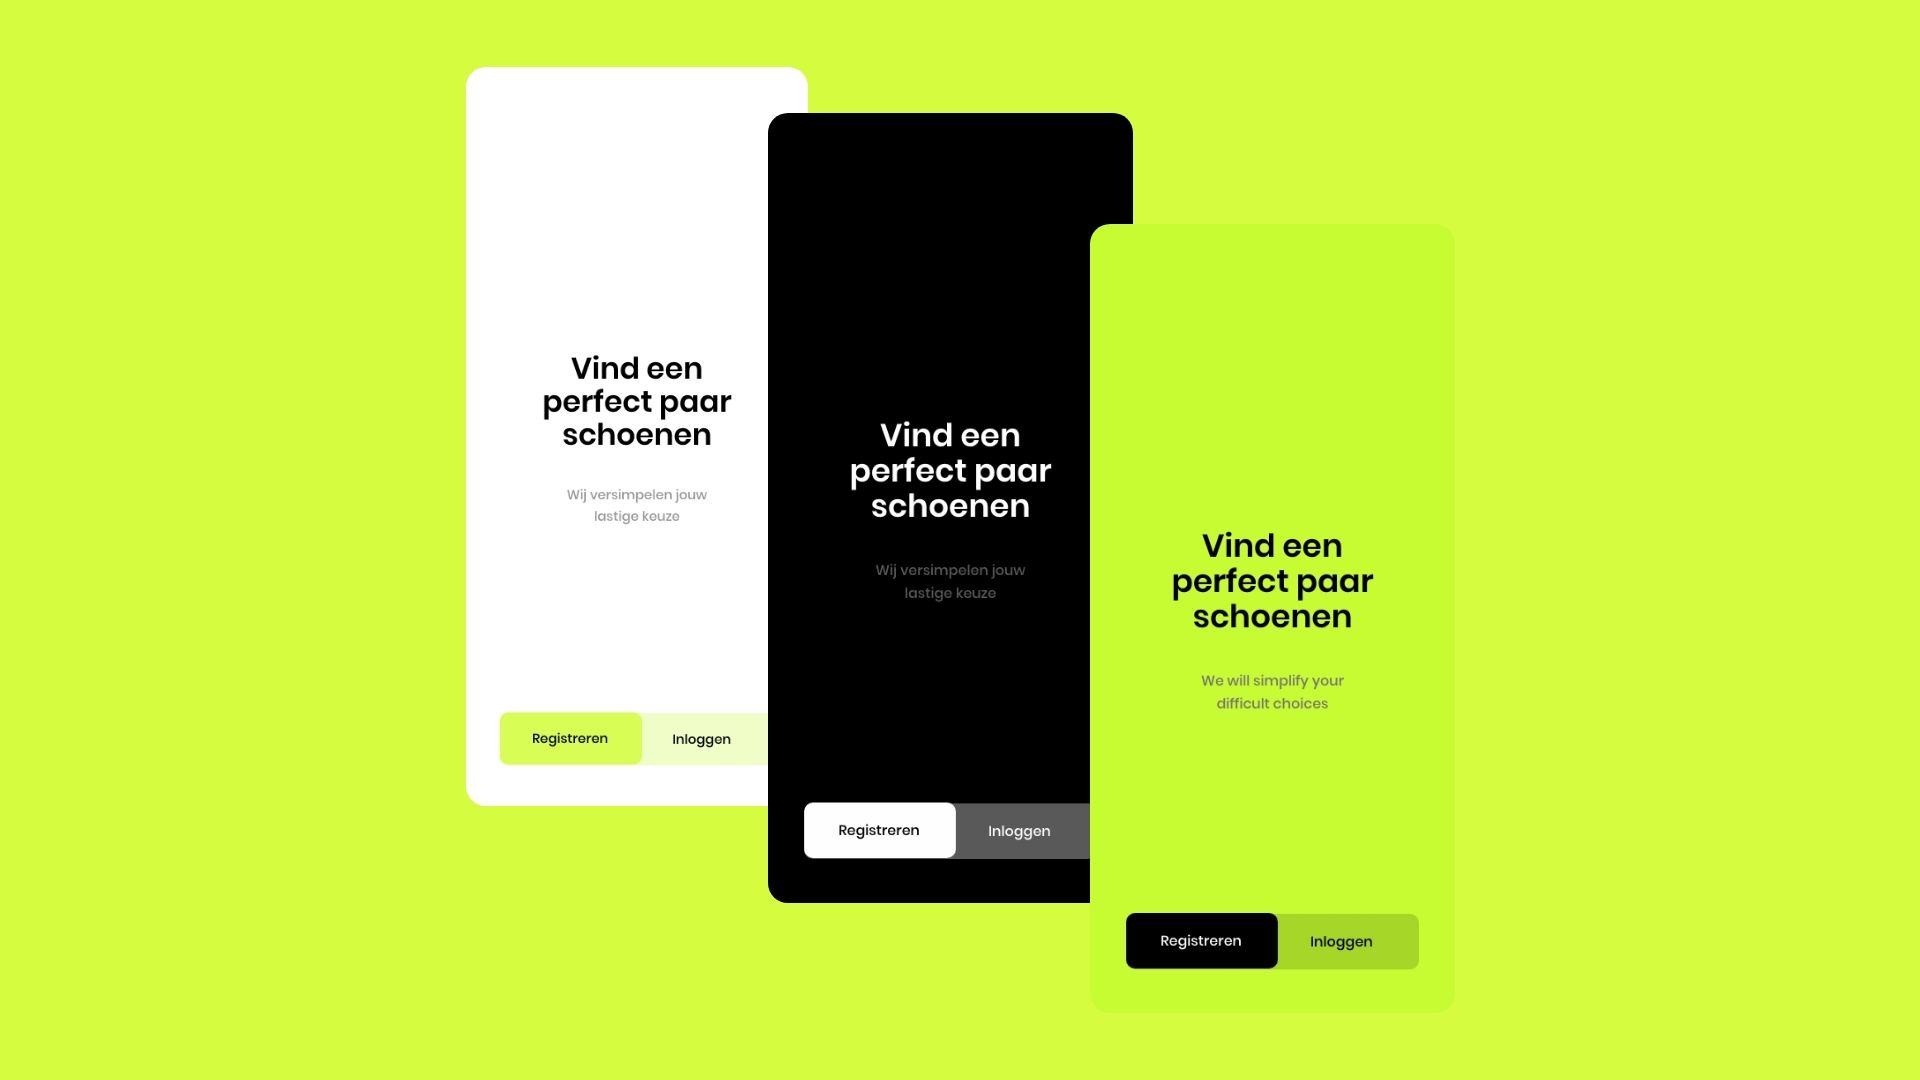 Vind een
perfect paar
schoenen
Wij versimpelen jouw
lastige keuze
Registreren
Inloggen
Vind een
perfect paar
schoenen
Wij versimpelen jouw
lastige keuze
Registreren
Inloggen
Vind een
perfect paar
schoenen
We will simplify your
difficult choices
Registreren
Inloggen